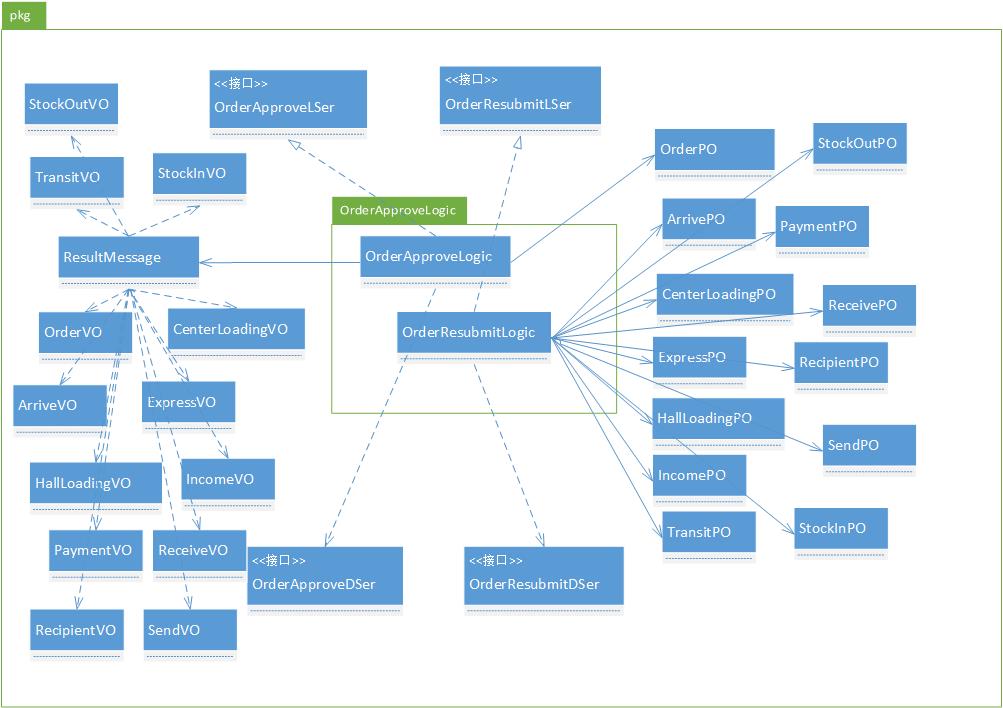 pkg
StockOutVO
<<接口>>
OrderApproveLSer
<<接口>>
OrderResubmitLSer
TransitVO
StockInVO
OrderPO
StockOutPO
OrderApproveLogic
ArrivePO
PaymentPO
ResultMessage
OrderApproveLogic
CenterLoadingPO
ReceivePO
OrderVO
CenterLoadingVO
OrderResubmitLogic
ExpressPO
RecipientPO
ArriveVO
ExpressVO
HallLoadingPO
SendPO
HallLoadingVO
IncomeVO
IncomePO
PaymentVO
ReceiveVO
TransitPO
StockInPO
<<接口>>
OrderApproveDSer
<<接口>>
OrderResubmitDSer
RecipientVO
SendVO